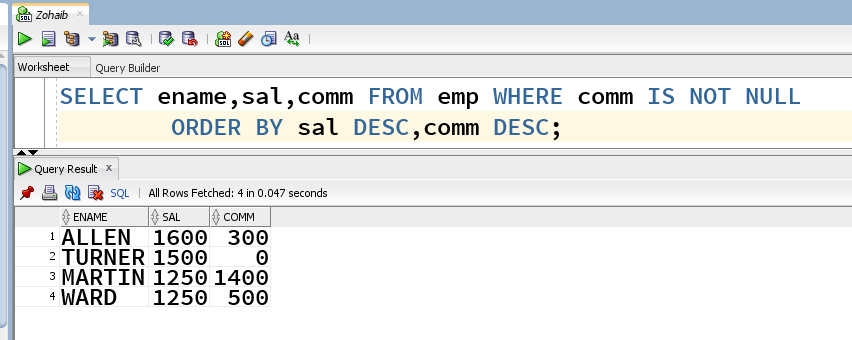 Zohaib
Worksheet Query Builder
SELECT ename,sal,comm FROM emp WHERE comm IS NOT NULL
ORDER BY sal DESC,comm DESC;
Query Result x
SQL | All Rows Fetched: 4 in 0.047 seconds
ENAME SAL COMM
1 ALLEN 1600 300
2 TURNER 1500 0
3 MARTIN 1250 1400
4 WARD 1250 500